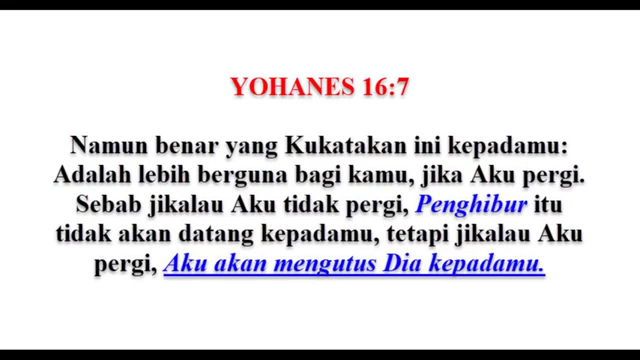 YOHANES 16:7
Namun benar yang Kukatakan ini kepadamu:
Adalah lebih berguna bagi kamu, jika Aku pergi.
Sebab jikalau Aku tidak pergi, Penghibur itu
tidak akan datang kepadamu, tetapi jikalau Aku
pergi, Aku akan mengutus Dia kepadamu.